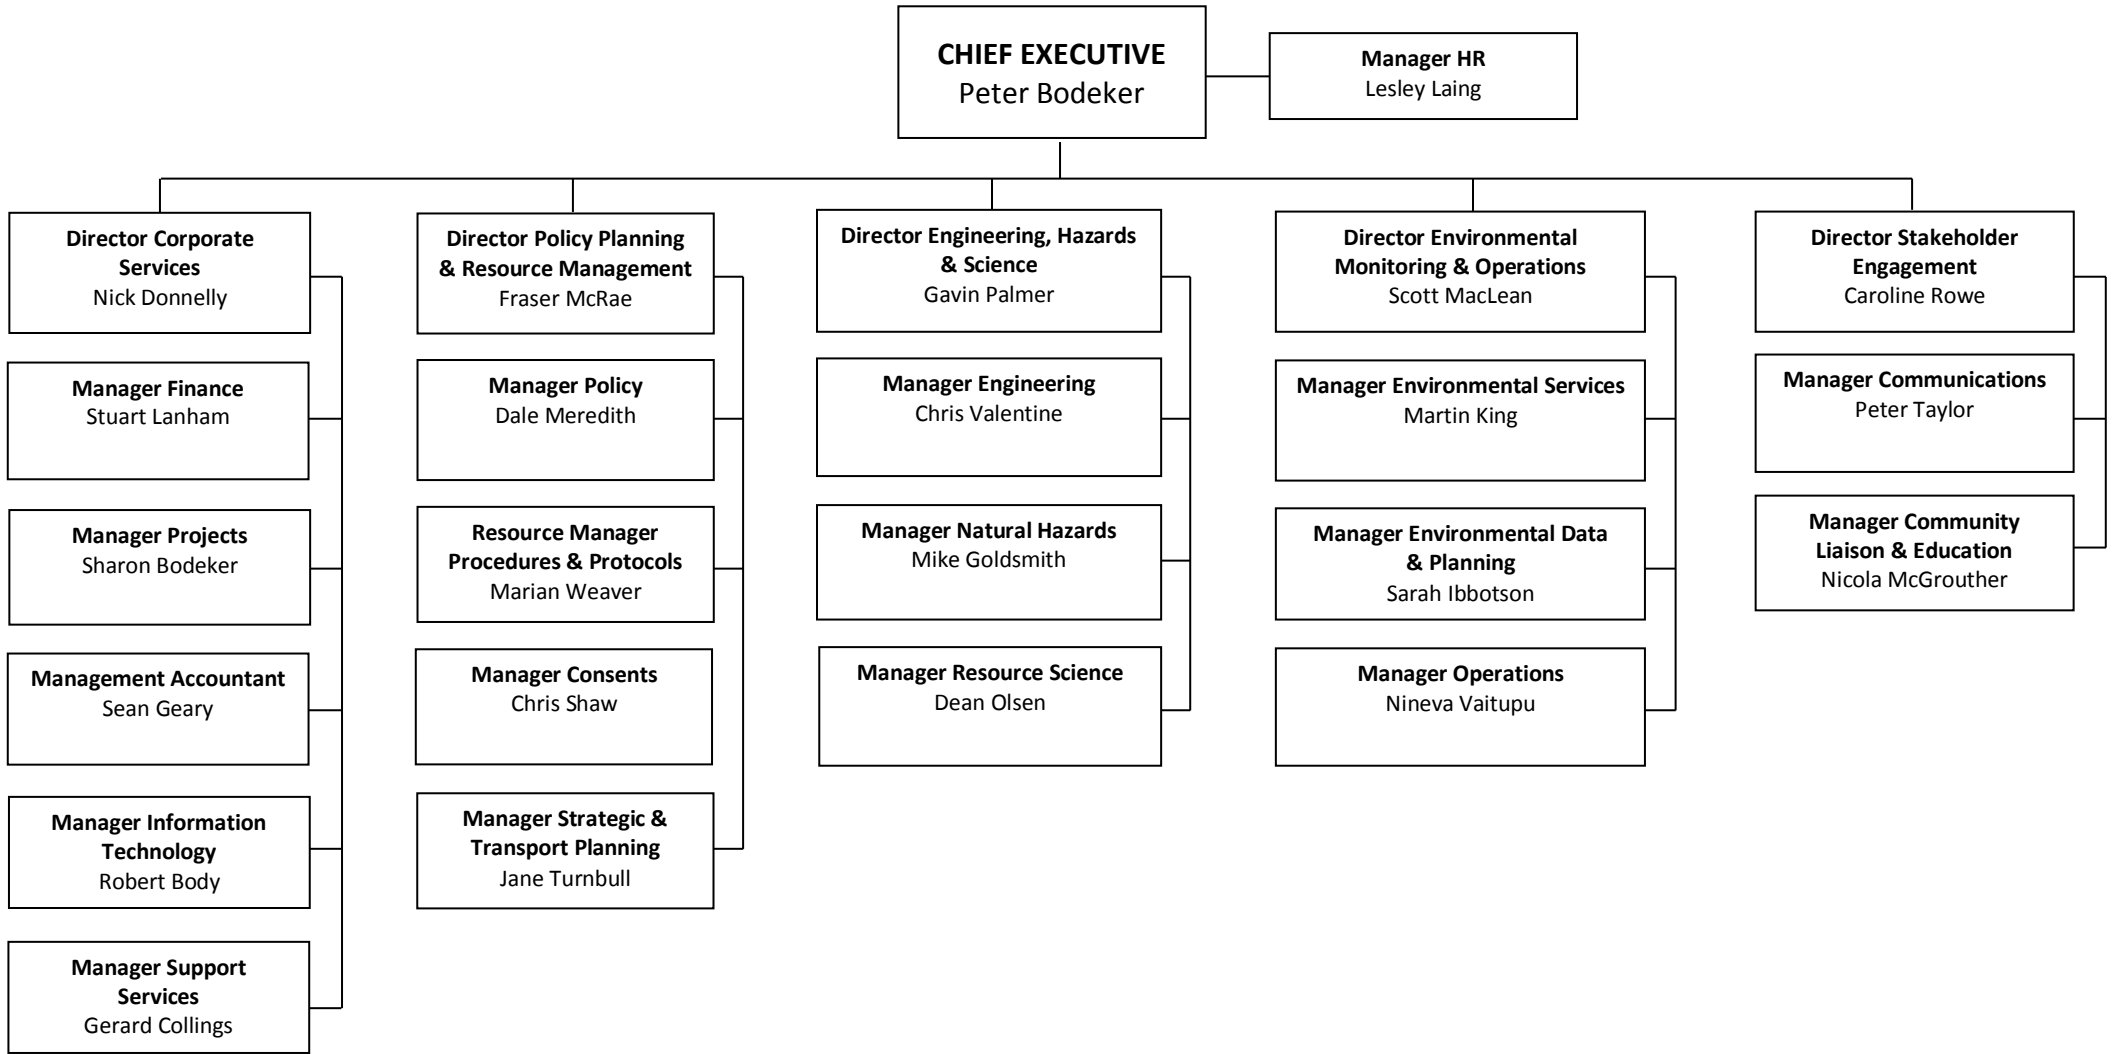 CHIEF EXECUTIVE
Peter Bodeker
Manager HR
Lesley Laing
Director Corporate
Services
Nick Donnelly
Manager Finance
Stuart Lanham
Manager Projects
Sharon Bodeker
Management Accountant
Sean Geary
Manager Information
Technology
Robert Body
Manager Support
Services
Gerard Collings
Director Policy Planning
& Resource Management
Fraser McRae
Manager Policy
Dale Meredith
Resource Manager
Procedures & Protocols
Marian Weaver
Manager Consents
Chris Shaw
Manager Strategic &
Transport Planning
Jane Turnbull
Director Engineering, Hazards
& Science
Gavin Palmer
Manager Engineering
Chris Valentine
Manager Natural Hazards
Mike Goldsmith
Manager Resource Science
Dean Olsen
Director Environmental
Monitoring & Operations
Scott MacLean
Manager Environmental Services
Martin King
Manager Environmental Data
& Planning
Sarah Ibbotson
Manager Operations
Nineva Vaitupu
Director Stakeholder
Engagement
Caroline Rowe
Manager Communications
Peter Taylor
Manager Community
Liaison & Education
Nicola McGrouther